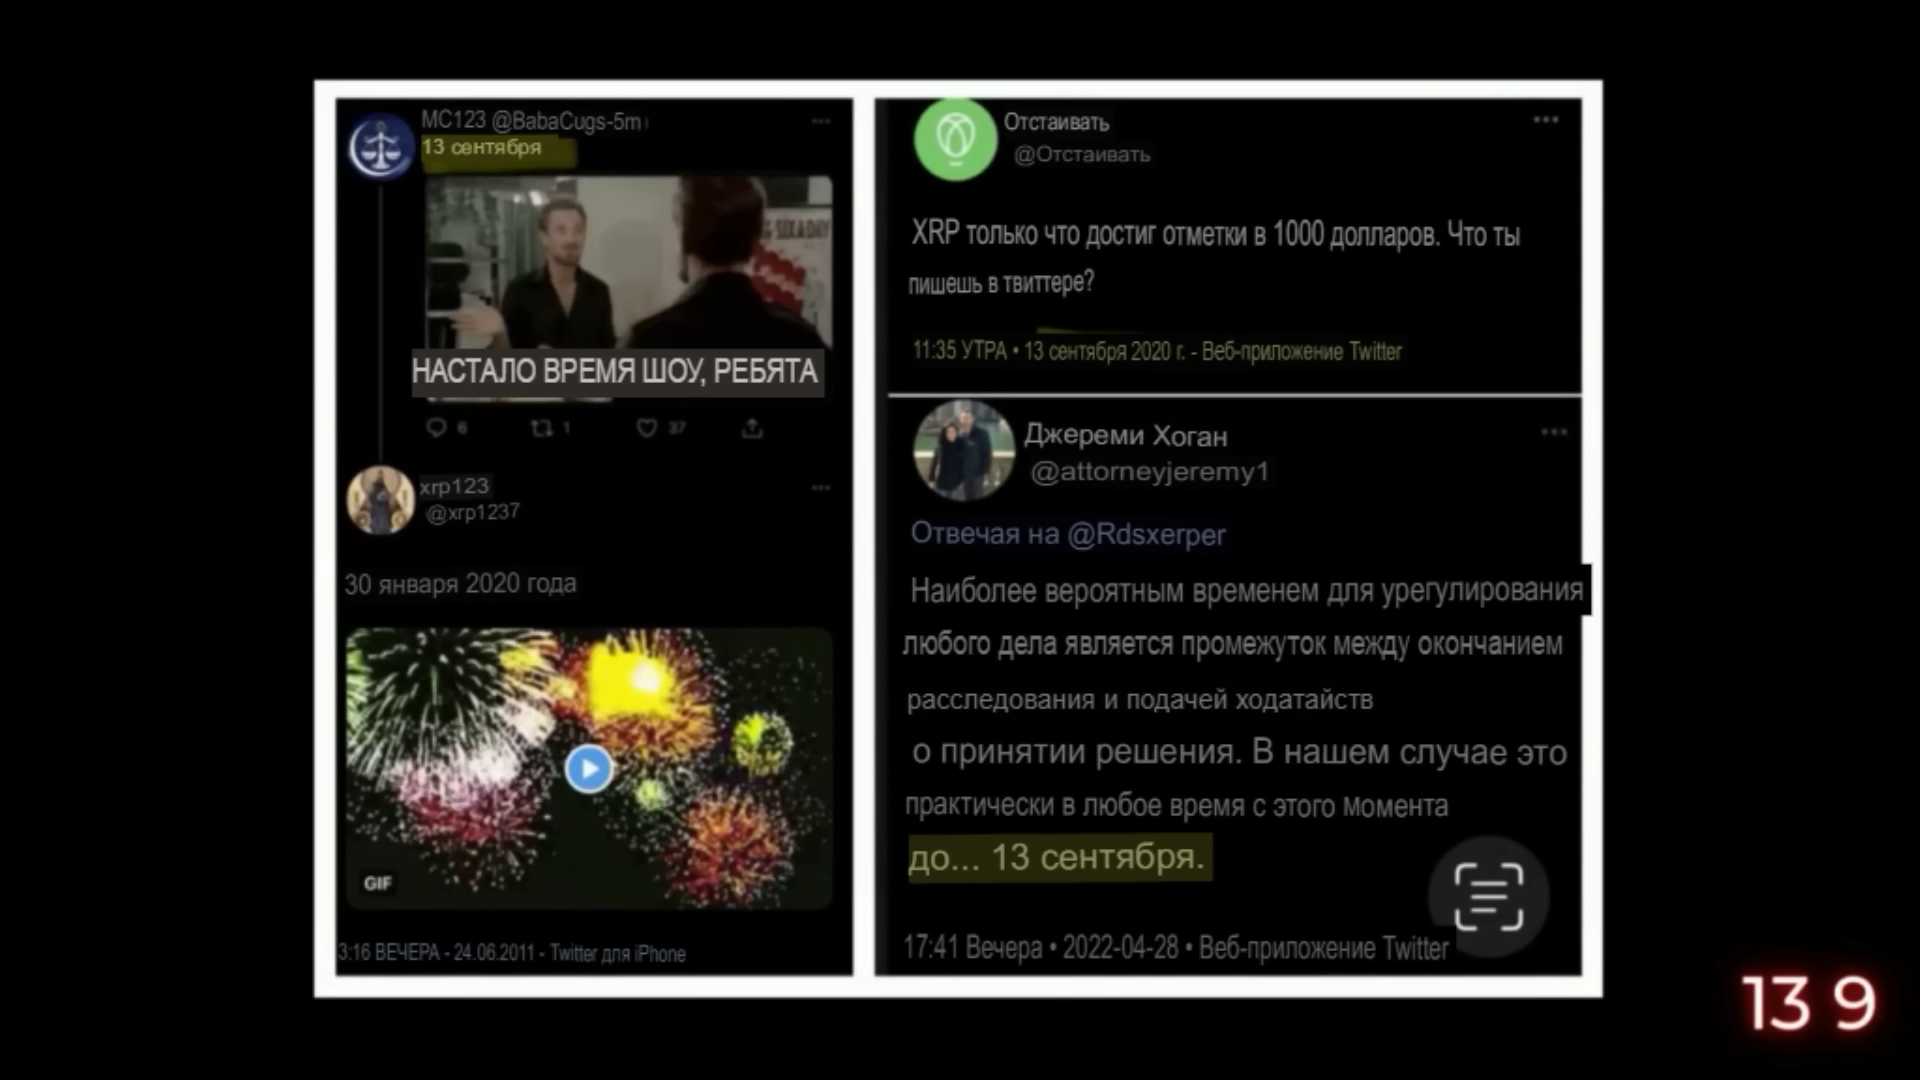 MC123 @BabaCugs-5m
13 сентября
SIX A DAY
НАСТАЛО ВРЕМЯ ШОУ, РЕБЯТА
6 1 37
xrp123
@xrp1237
30 января 2020 года
GIF
3:16 ВЕЧЕРА - 24.06.2011 - Twitter для iPhone
Отстаивать
@Отстаивать
XRP только что достиг отметки в 1000 долларов. Что ты
пишешь в твиттере?
11:35 УТРА • 13 сентября 2020 г. - Веб-приложение Twitter
Джереми Хоган
@attorneyjeremy1
Отвечая на @Rdsxerper
Наиболее вероятным временем для урегулирования
любого дела является промежуток между окончанием
расследования и подачей ходатайств
о принятии решения. В нашем случае это
практически в любое время с этого момента
до... 13 сентября.
17:41 Вечера • 2022-04-28 • Веб-приложение Twitter
13 9